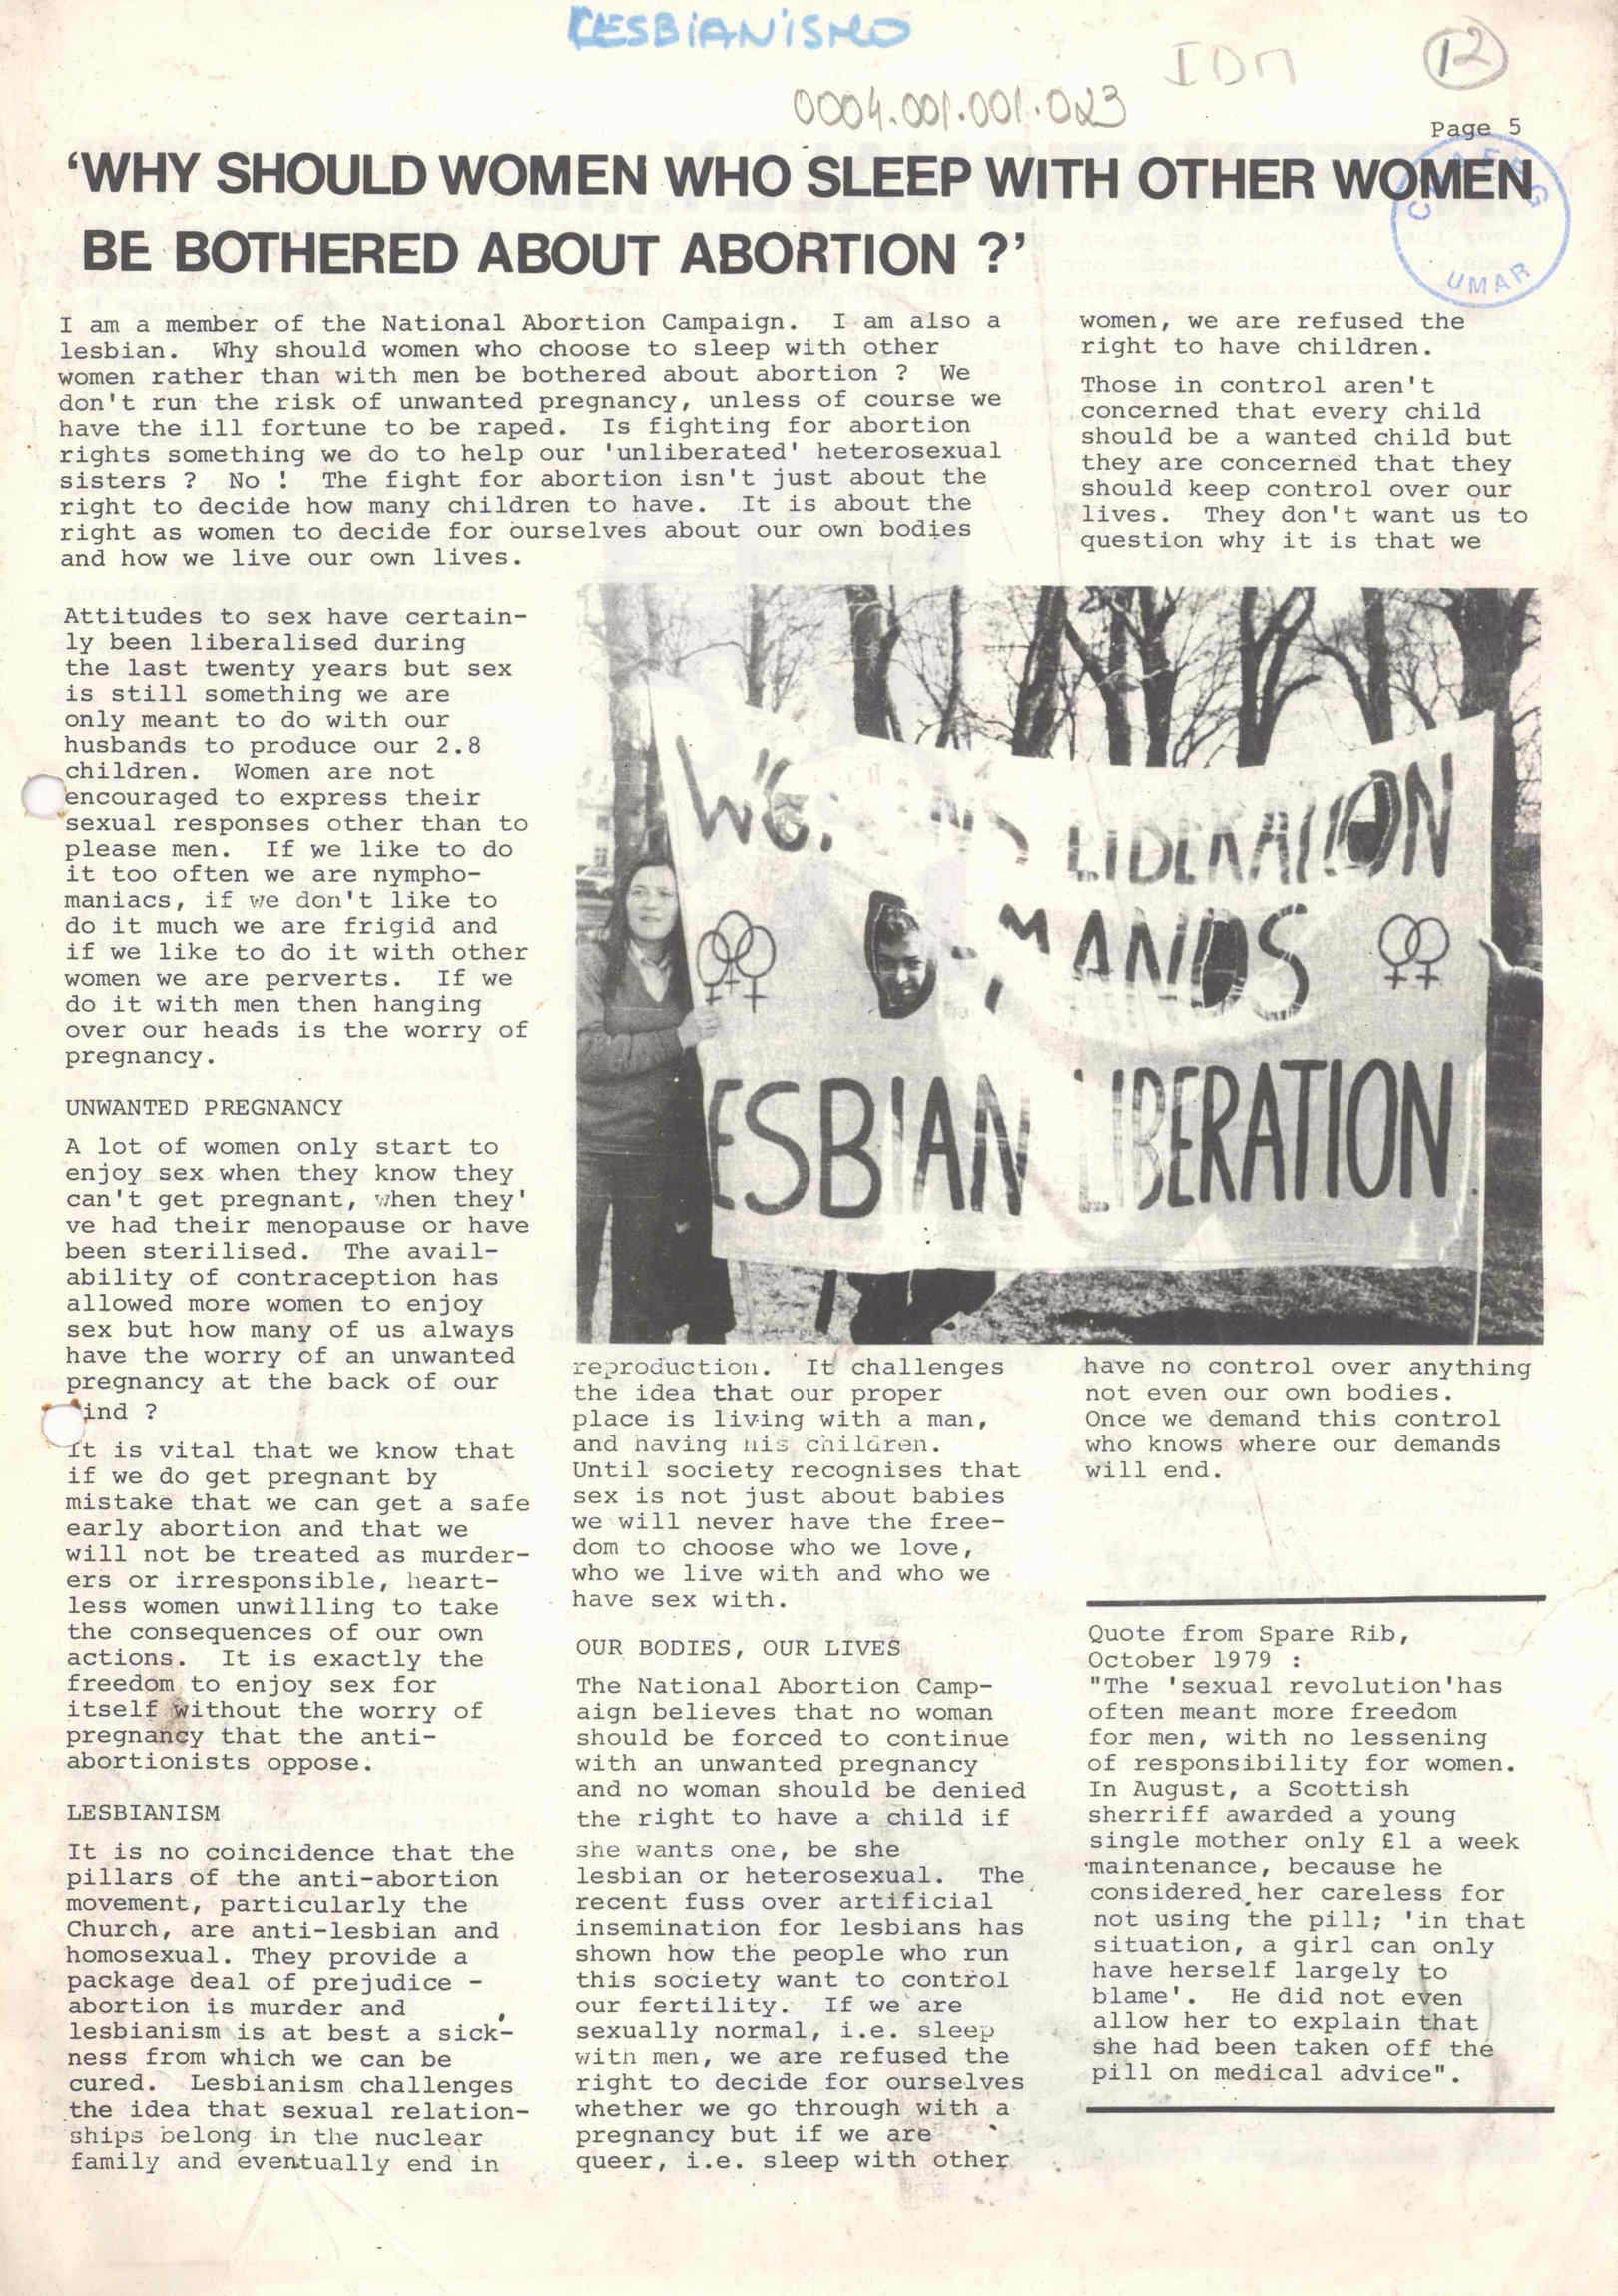 LESBIANISMO
IDM
12
0004.001.001.023
Page 5
UMAR
'WHY SHOULD WOMEN WHO SLEEP WITH OTHER WOMEN
BE BOTHERED ABOUT ABORTION ?'
I am a member of the National Abortion Campaign. I am also a
lesbian. Why should women who choose to sleep with other
women rather than with men be bothered about abortion ? We
don't run the risk of unwanted pregnancy, unless of course we
have the ill fortune to be raped. Is fighting for abortion
rights something we do to help our 'unliberated' heterosexual
sisters ? No ! The fight for abortion isn't just about the
right to decide how many children to have. It is about the
right as women to decide for ourselves about our own bodies
and how we live our own lives.
Attitudes to sex have certain-
ly been liberalised during
the last twenty years but sex
is still something we are
only meant to do with our
husbands to produce our 2.8
children. Women are not
encouraged to express their
sexual responses other than to
please men. If we like to do
it too often we are nympho-
maniacs, if we don't like to
do it much we are frigid and
if we like to do it with other
women we are perverts. If we
do it with men then hanging
over our heads is the worry of
pregnancy.
UNWANTED PREGNANCY
A lot of women only start to
enjoy sex when they know they
can't get pregnant, when they'
ve had their menopause or have
been sterilised. The avail-
ability of contraception has
allowed more women to enjoy
sex but how many of us always
have the worry of an unwanted
pregnancy at the back of our
ind ?
It is vital that we know that
if we do get pregnant by
mistake that we can get a safe
early abortion and that we
will not be treated as murder-
ers or irresponsible, heart-
less women unwilling to take
the consequences of our own
actions. It is exactly the
freedom to enjoy sex for
itself without the worry of
pregnancy that the anti-
abortionists oppose.
LESBIANISM
It is no coincidence that the
pillars of the anti-abortion
movement, particularly the
Church, are anti-lesbian and
homosexual. They provide a
package deal of prejudice -
abortion is murder and
lesbianism is at best a sick-
ness from which we can be
cured. Lesbianism challenges
the idea that sexual relation-
ships belong in the nuclear
family and eventually end in
LIBERATION
MANDS
ESBIAN LIBERATION
reproduction. It challenges
the idea that our proper
place is living with a man,
and having his children.
Until society recognises that
sex is not just about babies
we will never have the free-
dom to choose who we love,
who we live with and who we
have sex with.
OUR BODIES, OUR LIVES
The National Abortion Camp-
aign believes that no woman
should be forced to continue
with an unwanted pregnancy
and no woman should be denied
the right to have a child if
she wants one, be she
lesbian or heterosexual. The
recent fuss over artificial
insemination for lesbians has
shown how the people who run
this society want to control
our fertility. If we are
sexually normal, i.e. sleep
with men, we are refused the
right to decide for ourselves
whether we go through with a
pregnancy but if we are
queer, i.e. sleep with other
women, we are refused the
right to have children.
Those in control aren't
concerned that every child
should be a wanted child but
they are concerned that they
should keep control over our
lives. They don't want us to
question why it is that we
have no control over anything
not even our own bodies.
Once we demand this control
who knows where our demands
will end.
Quote from Spare Rib,
October 1979 :
"The 'sexual revolution'has
often meant more freedom
for men, with no lessening
of responsibility for women.
In August, a Scottish
sherriff awarded a young
single mother only £1 a week
maintenance, because he
considered her careless for
not using the pill; 'in that
situation, a girl can only
have herself largely to
blame'. He did not even
allow her to explain that
she had been taken off the
pill on medical advice".